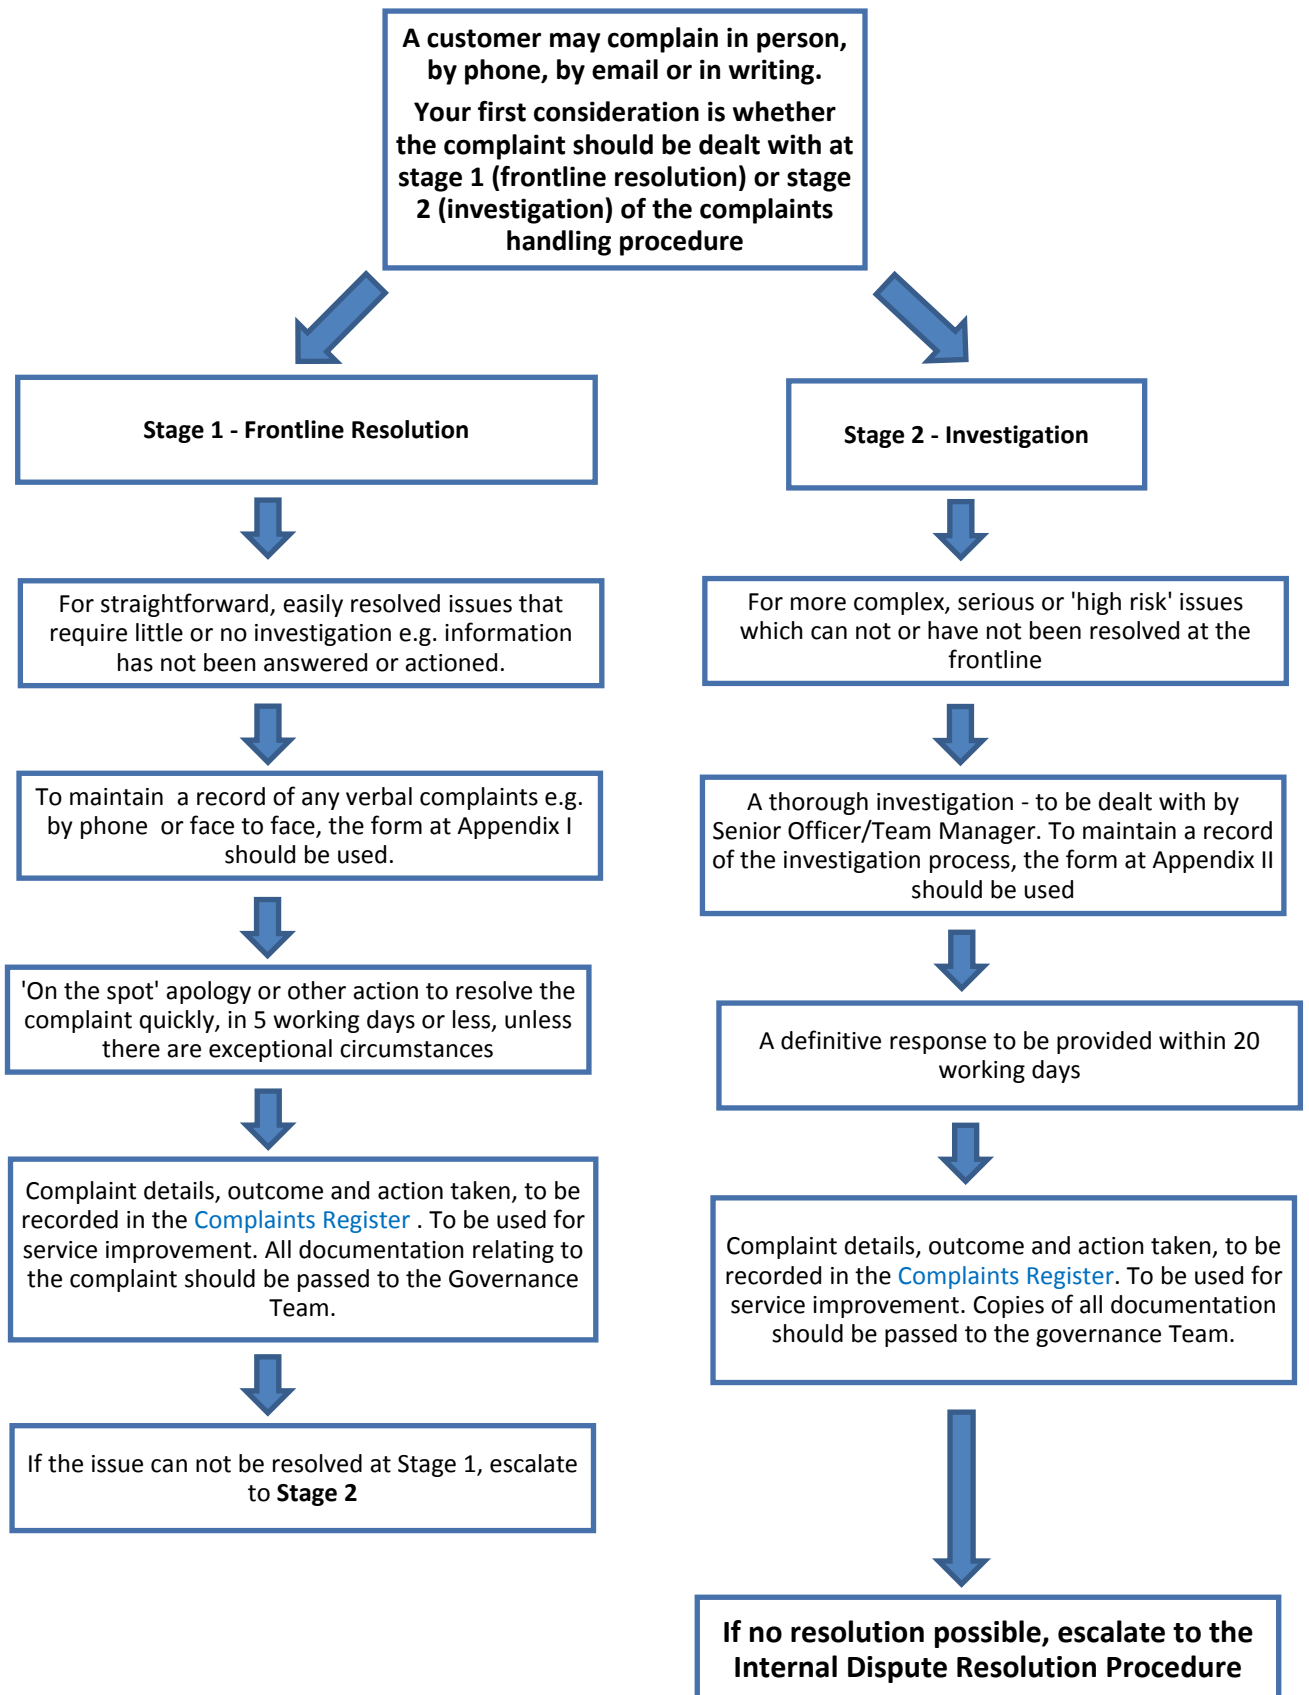 A customer may complain in person,
by phone, by email or in writing.
Your first consideration is whether
the complaint should be dealt with at
stage 1 (frontline resolution) or stage
2 (investigation) of the complaints
handling procedure
Stage 1 - Frontline Resolution
For straightforward, easily resolved issues that
require little or no investigation e.g. information
has not been answered or actioned.
To maintain a record of any verbal complaints e.g.
by phone or face to face, the form at Appendix I
should be used.
'On the spot' apology or other action to resolve the
complaint quickly, in 5 working days or less, unless
there are exceptional circumstances
Complaint details, outcome and action taken, to be
recorded in the Complaints Register . To be used for
service improvement. All documentation relating to
the complaint should be passed to the Governance
Team.
If the issue can not be resolved at Stage 1, escalate
to Stage 2
Stage 2 - Investigation
For more complex, serious or 'high risk' issues
which can not or have not been resolved at the
frontline
A thorough investigation - to be dealt with by
Senior Officer/Team Manager. To maintain a record
of the investigation process, the form at Appendix II
should be used
A definitive response to be provided within 20
working days
Complaint details, outcome and action taken, to be
recorded in the Complaints Register. To be used for
service improvement. Copies of all documentation
should be passed to the governance Team.
If no resolution possible, escalate to the
Internal Dispute Resolution Procedure